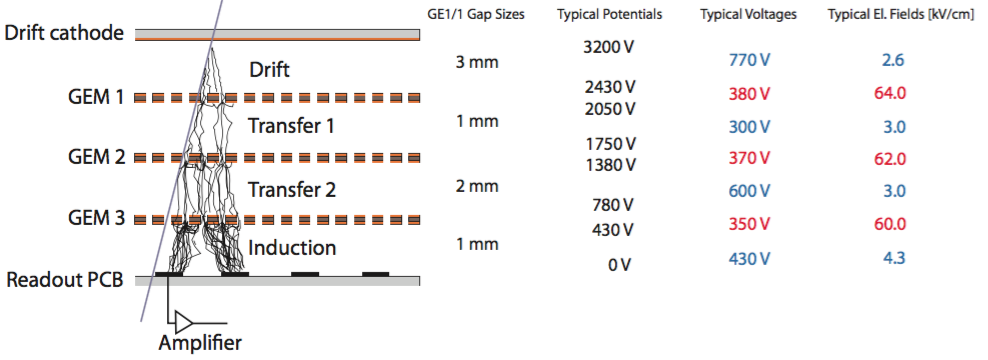 GE1/1 Gap Sizes Typical Potentials Typical Voltages Typical El. Fields [kV/cm]
Drift cathode
3200 V
3 mm 770 V 2.6
Drift
GEM 1
2430 V
380 V 64.0
2050 V
1 mm 300 V 3.0
Transfer 1
1750 V
GEM 2
370 V 62.0
1380 V
2 mm 600 V 3.0
Transfer 2
780 V
GEM 3
350 V 60.0
430 V
1 mm 430 V 4.3
Induction
0 V
Readout PCB
Amplifier